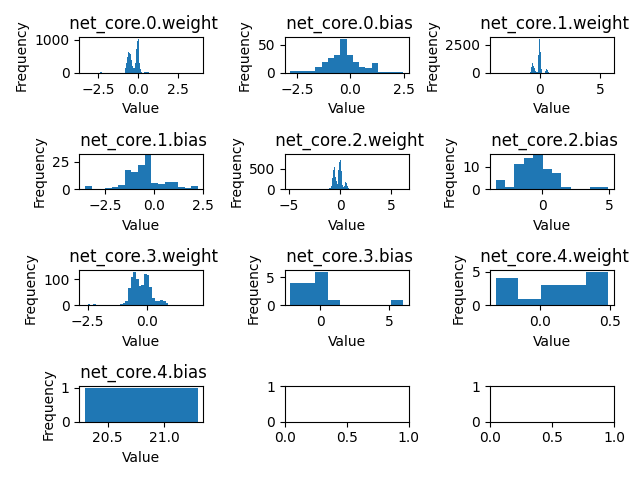 net_core.0.weight
Frequency
1000
0
−2.5 0.0 2.5
Value
net_core.0.bias
Frequency
50
0
−2.5 0.0 2.5
Value
net_core.1.weight
Frequency
2500
0
0 5
Value
net_core.1.bias
Frequency
25
0
−2.5 0.0 2.5
Value
net_core.2.weight
Frequency
500
0
−5 0 5
Value
net_core.2.bias
Frequency
10
0
0 5
Value
net_core.3.weight
Frequency
100
0
−2.5 0.0
Value
net_core.3.bias
Frequency
5
0
0 5
Value
net_core.4.weight
Frequency
5
0
0.0 0.5
Value
net_core.4.bias
Frequency
1
0
20.5 21.0
Value
1
0
0.0 0.5 1.0
1
0
0.0 0.5 1.0